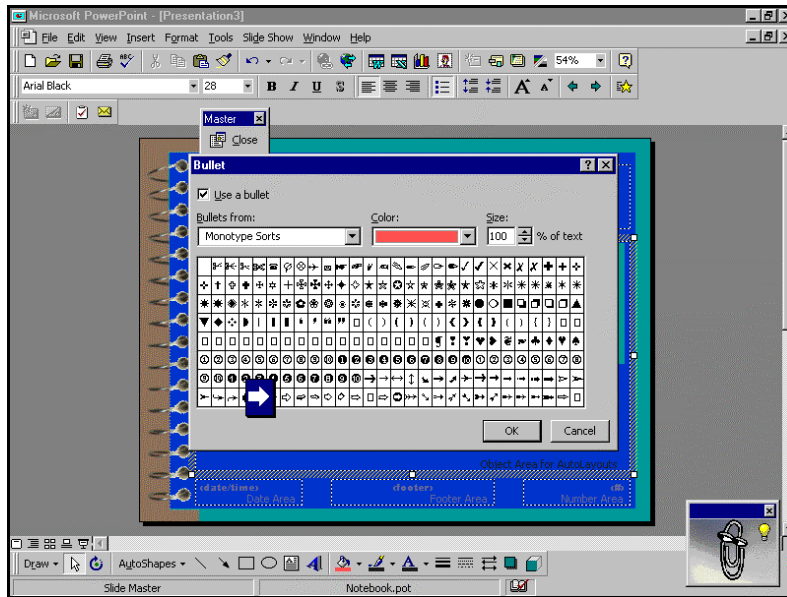 Microsoft PowerPoint - [Presentation3]
File Edit View Insert Format Tools Slide Show Window Help
54%
Arial Black 28 B I U S A A
Master
Close
Bullet
Use a bullet
Bullets from: Color: Size:
Monotype Sorts 100 % of text
OK Cancel
Object Area for AutoLayouts
‹date/time› ‹footer› ‹#›
Date Area Footer Area Number Area
Draw AutoShapes
Slide Master Notebook.pot